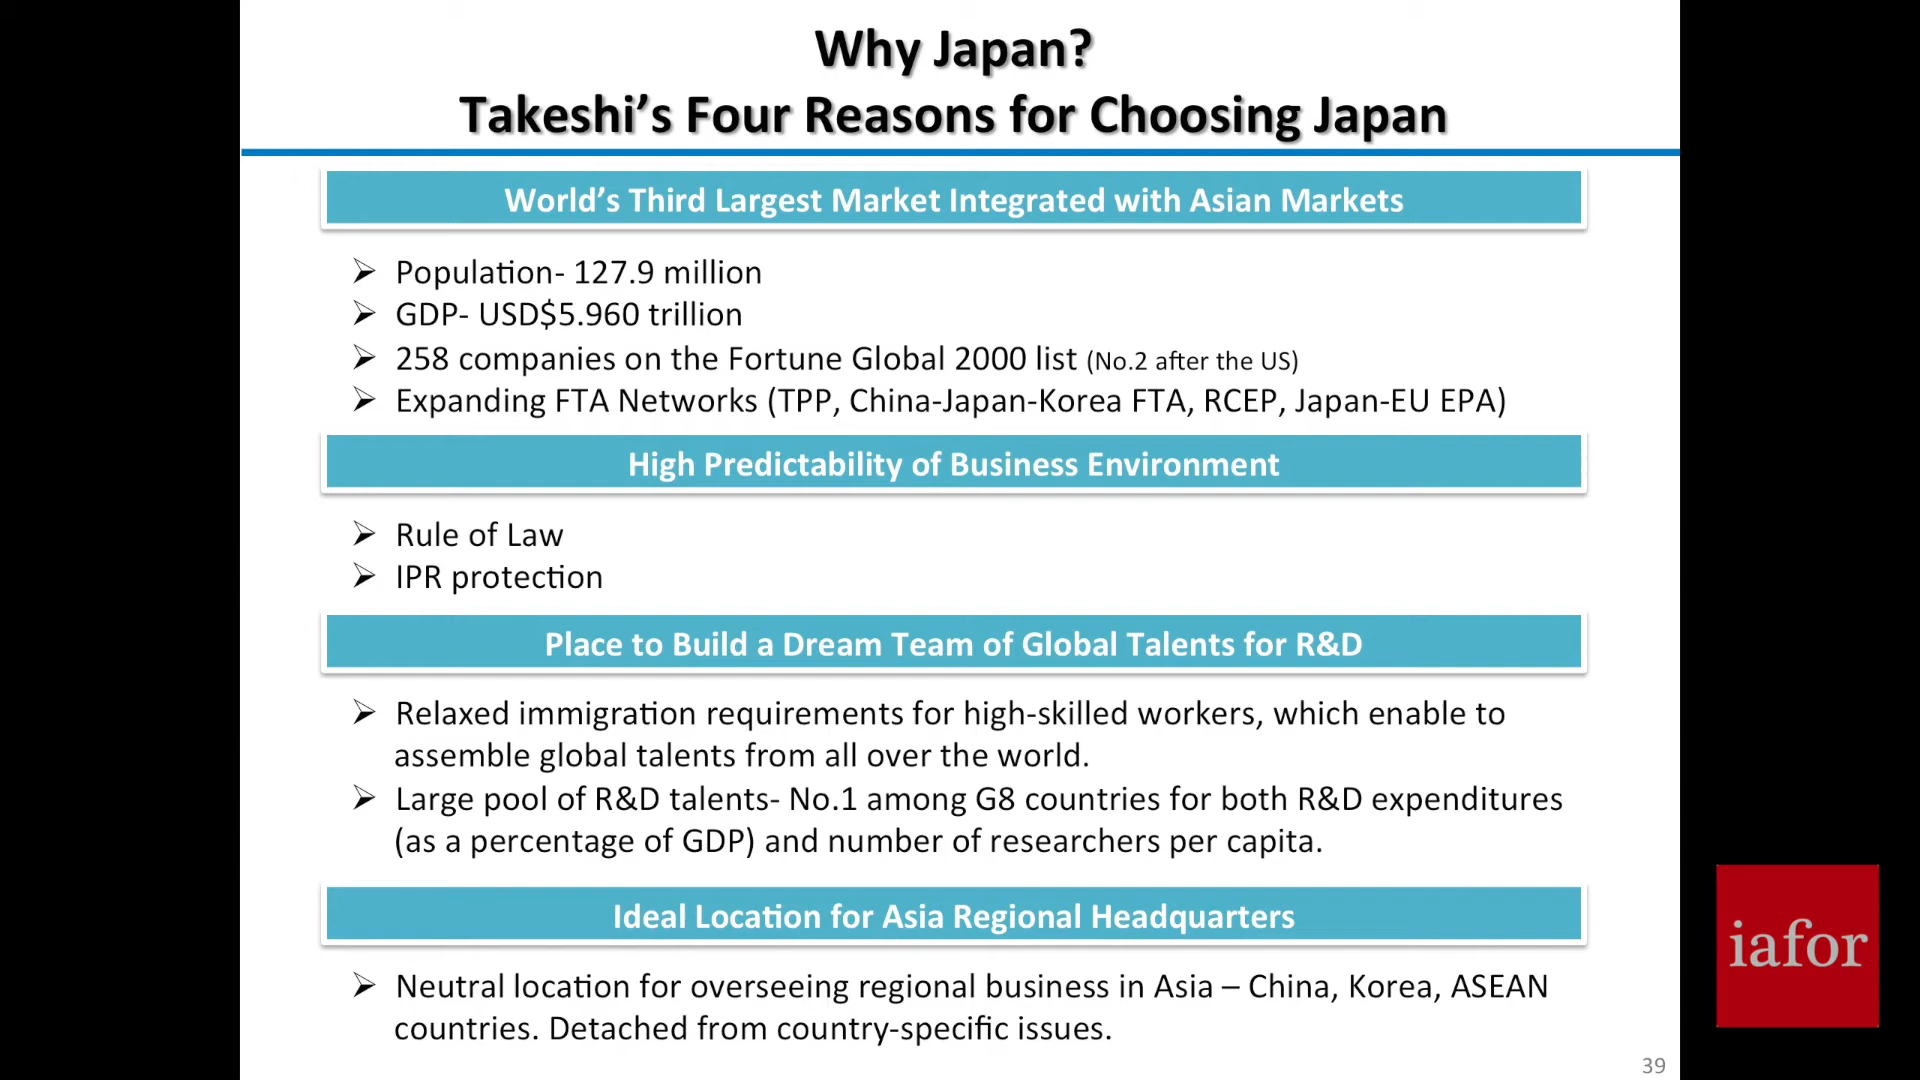 Why Japan?
Takeshi’s Four Reasons for Choosing Japan
World’s Third Largest Market Integrated with Asian Markets
➢ Population- 127.9 million
➢ GDP- USD$5.960 trillion
➢ 258 companies on the Fortune Global 2000 list (No.2 after the US)
➢ Expanding FTA Networks (TPP, China-Japan-Korea FTA, RCEP, Japan-EU EPA)
High Predictability of Business Environment
➢ Rule of Law
➢ IPR protection
Place to Build a Dream Team of Global Talents for R&D
➢ Relaxed immigration requirements for high-skilled workers, which enable to
assemble global talents from all over the world.
➢ Large pool of R&D talents- No.1 among G8 countries for both R&D expenditures
(as a percentage of GDP) and number of researchers per capita.
Ideal Location for Asia Regional Headquarters
➢ Neutral location for overseeing regional business in Asia – China, Korea, ASEAN
countries. Detached from country-specific issues.
39
iafor